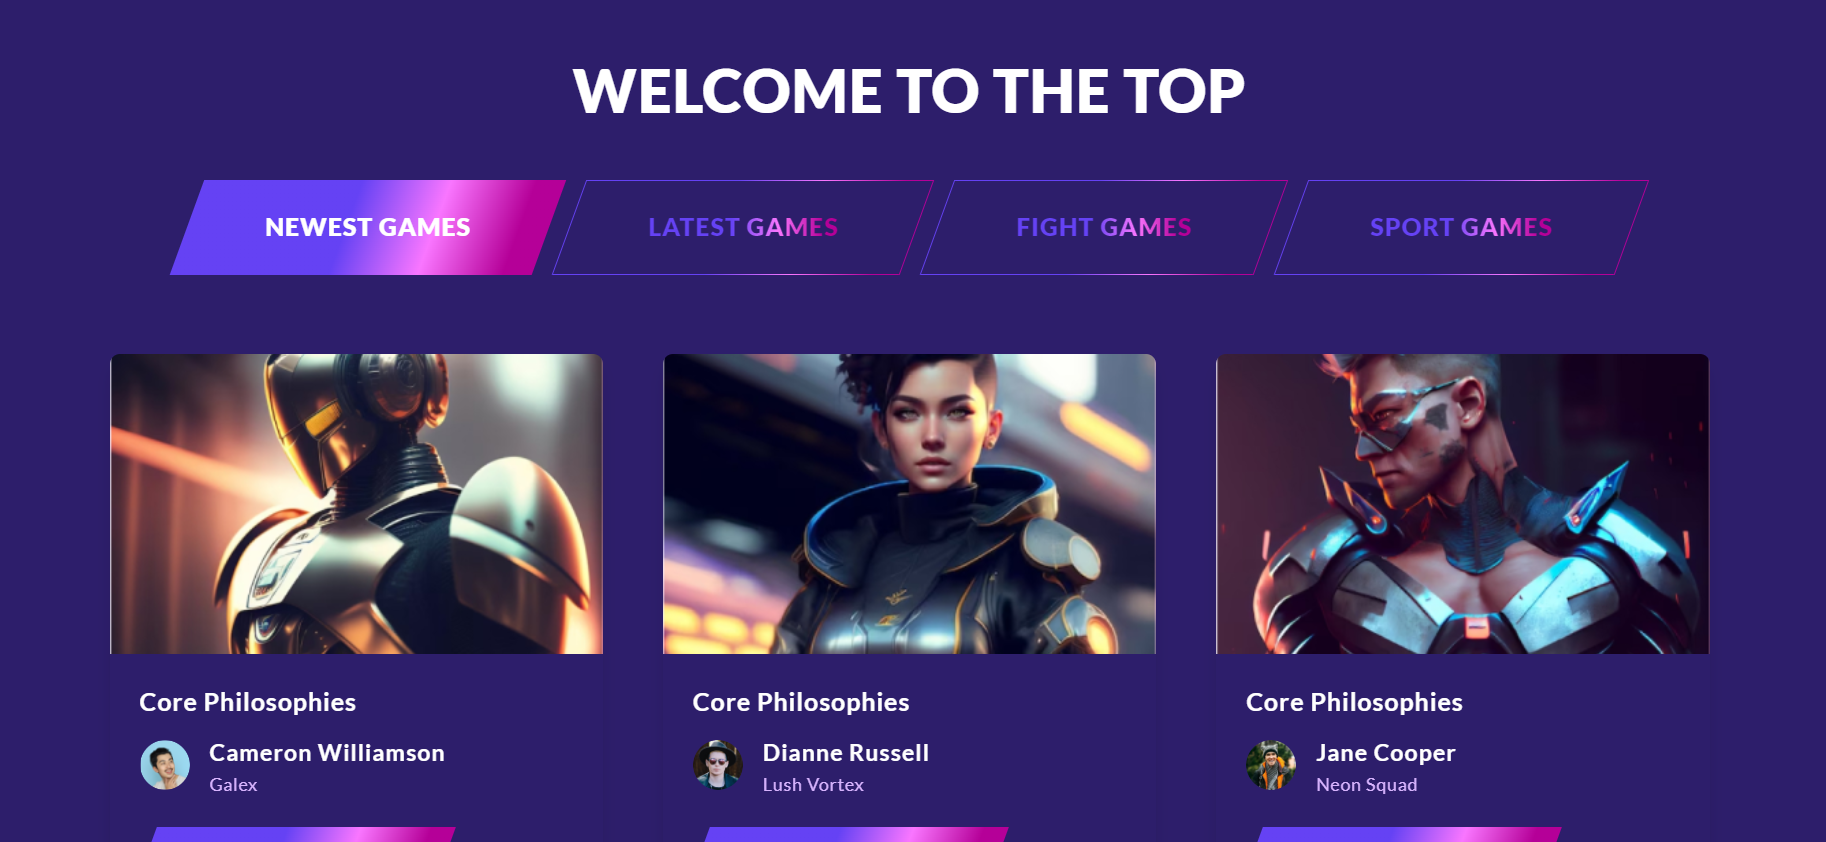 WELCOME TO THE TOP
NEWEST GAMES
LATEST GAMES
FIGHT GAMES
SPORT GAMES
Core Philosophies
Cameron Williamson
Galex
Core Philosophies
Dianne Russell
Lush Vortex
Core Philosophies
Jane Cooper
Neon Squad